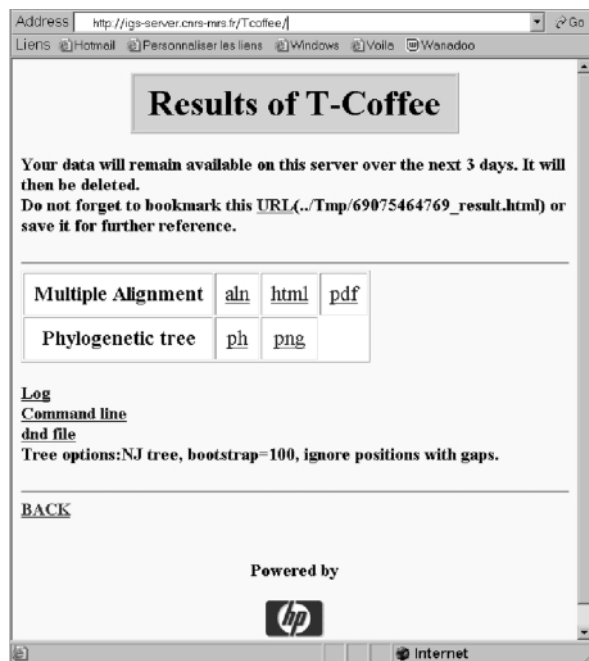 Address http://igs-server.cnrs-mrs.fr/Tcoffee/ Go
Liens Hotmail Personnaliser les liens Windows Voila Wanadoo
Results of T-Coffee
Your data will remain available on this server over the next 3 days. It will
then be deleted.
Do not forget to bookmark this URL(../Tmp/69075464769_result.html) or
save it for further reference.
Multiple Alignment aln html pdf
Phylogenetic tree ph png
Log
Command line
dnd file
Tree options:NJ tree, bootstrap=100, ignore positions with gaps.
BACK
Powered by
hp
Internet